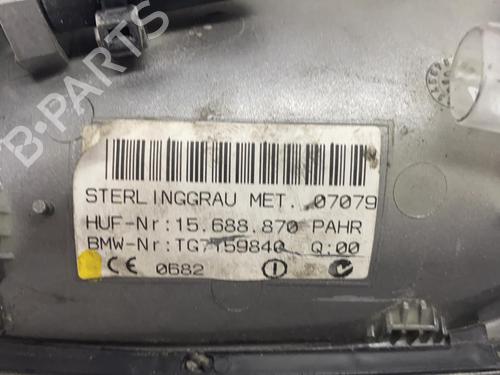 B-PARTS
STERLINGGRAU MET. 07079
HUF-Nr:15.688.870 PAHR
BMW-Nr:TG7159840 Q:00
CE 0682